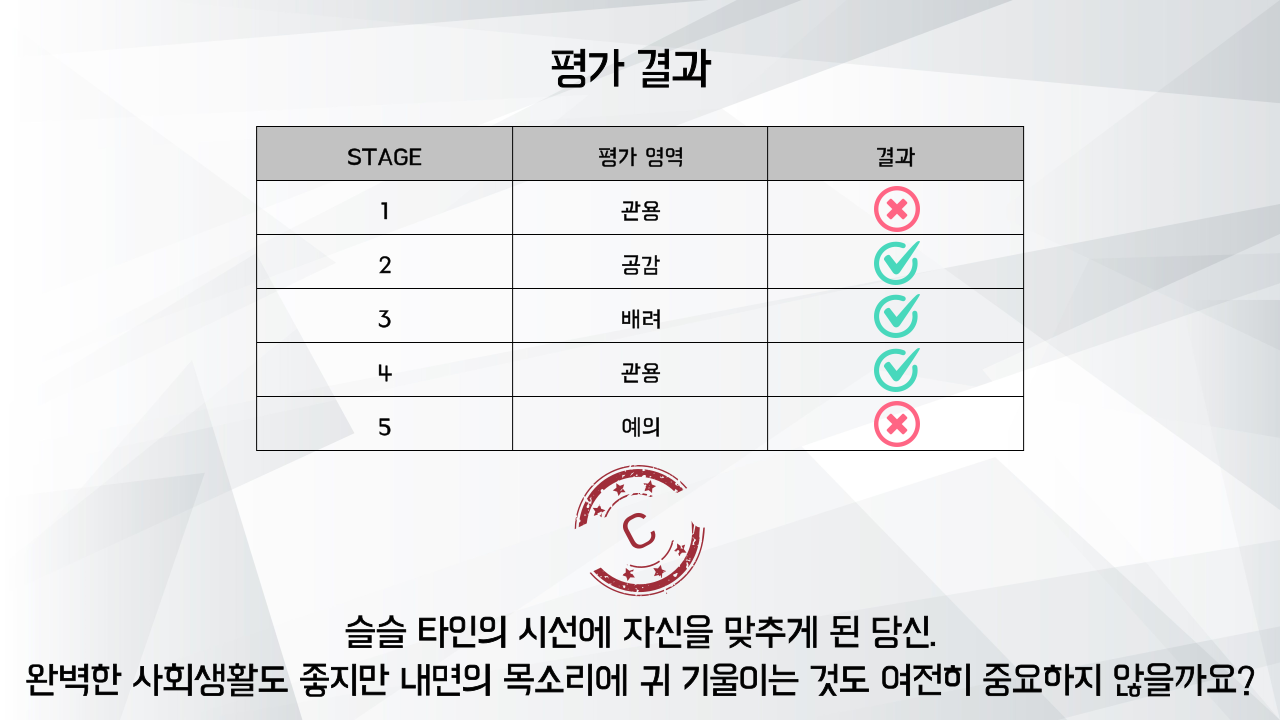 평가 결과
STAGE 평가 영역 결과
1 관용
2 공감
3 배려
4 관용
5 예의
C
슬슬 타인의 시선에 자신을 맞추게 된 당신.
완벽한 사회생활도 좋지만 내면의 목소리에 귀 기울이는 것도 여전히 중요하지 않을까요?